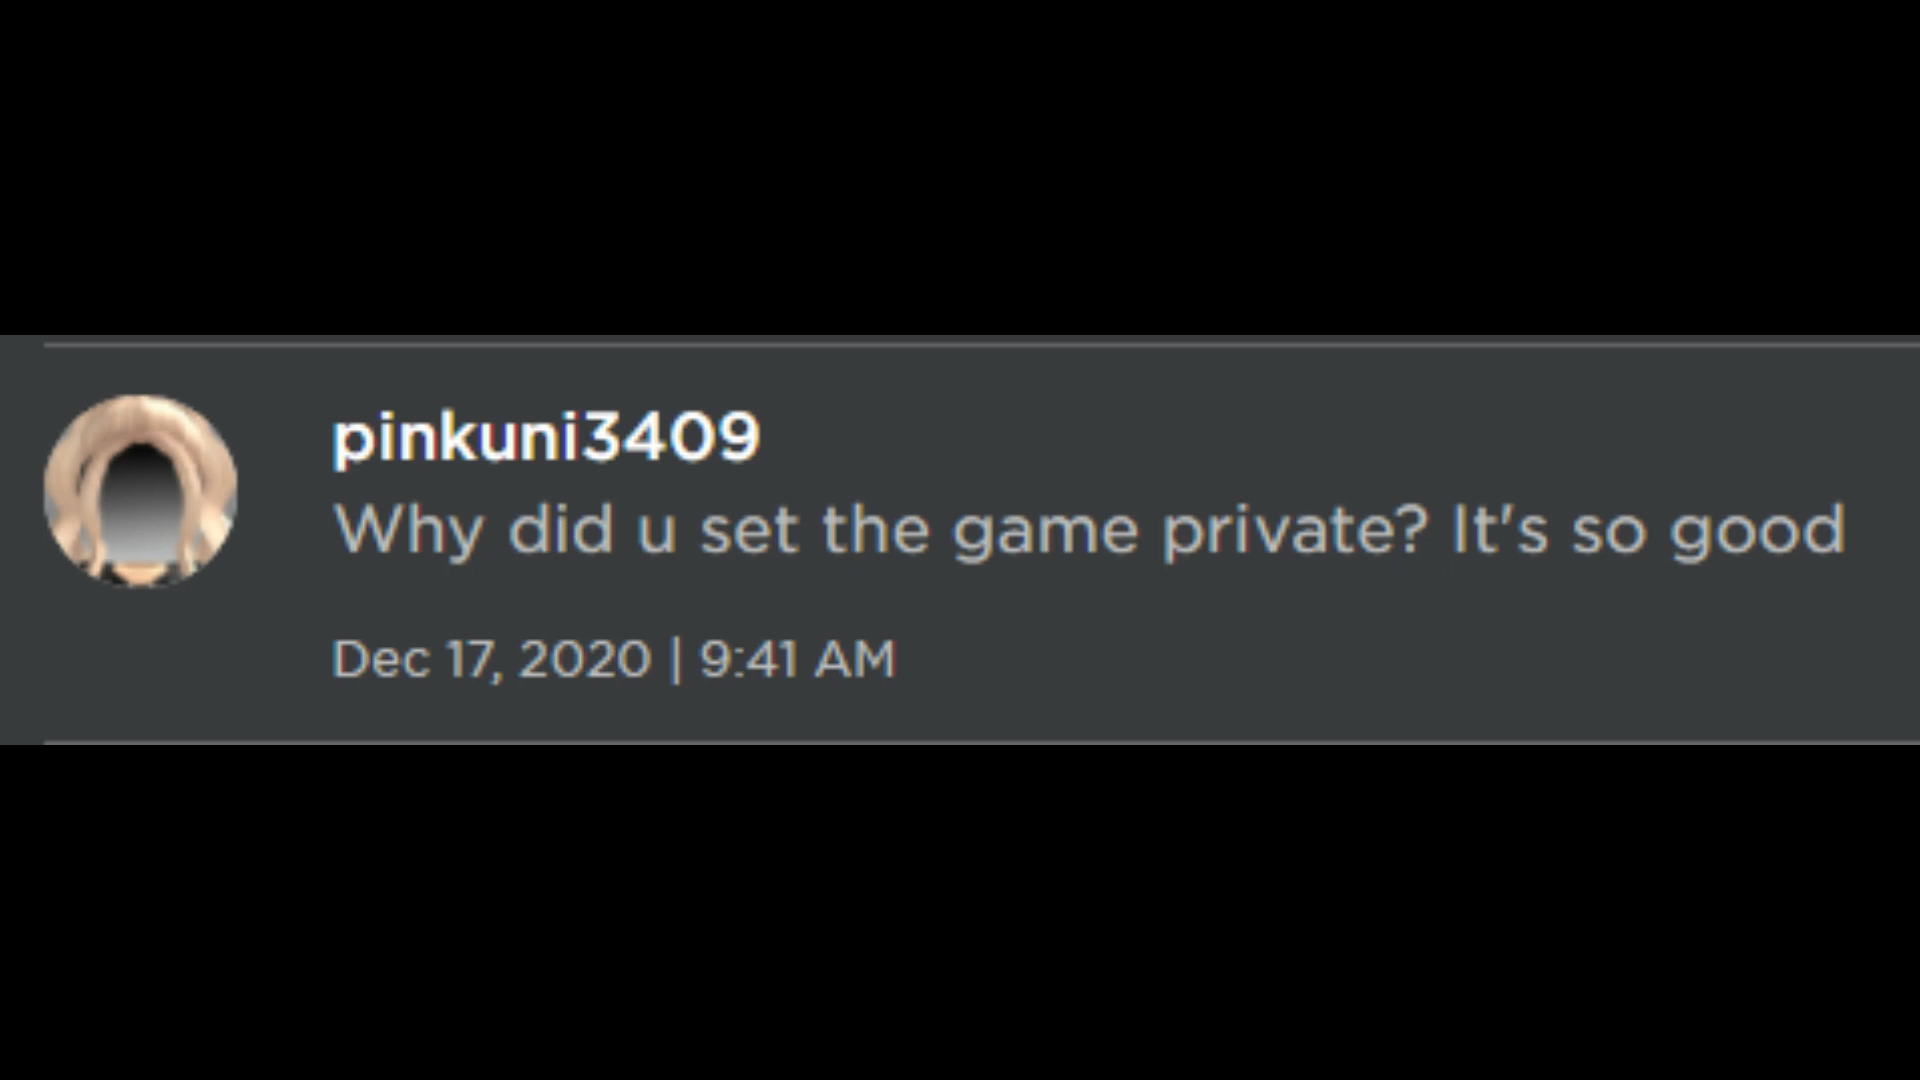 pinkuni3409
Why did u set the game private? It's so good
Dec 17, 2020 | 9:41 AM